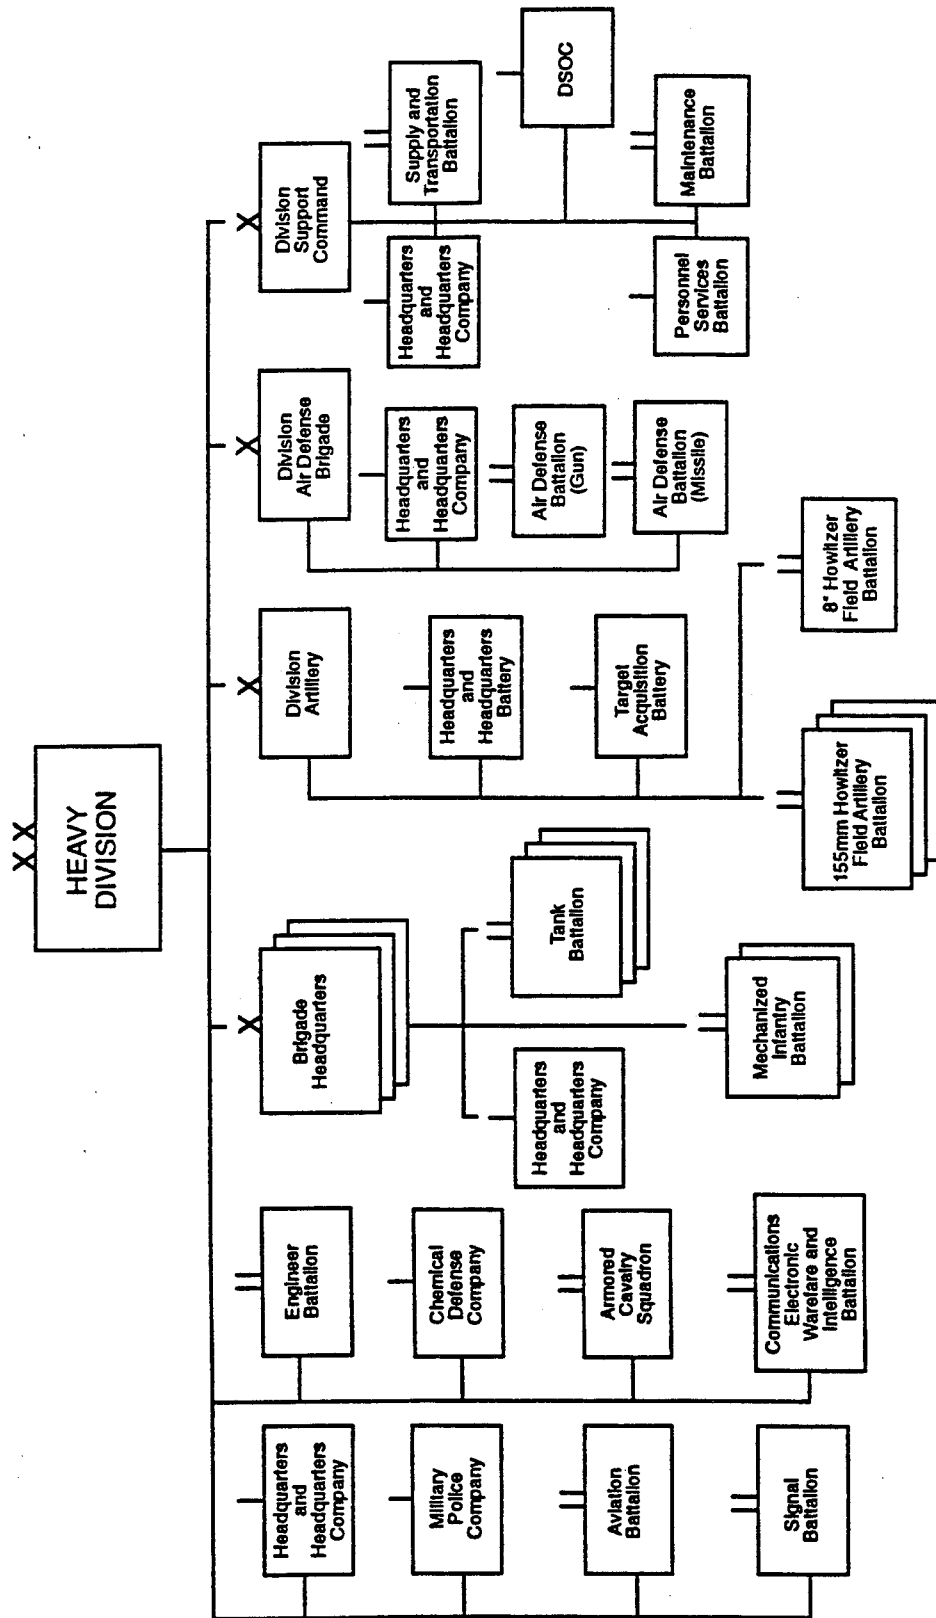 XX
HEAVY
DIVISION
Headquarters
and
Headquarters
Company
Military
Police
Company
Aviation
Battalion
Signal
Battalion
Engineer
Battalion
Chemical
Defense
Company
Armored
Cavalry
Squadron
Communications
Electronic
Warefare and
Intelligence
Battalion
X
Brigade
Headquarters
Headquarters
and
Headquarters
Company
Tank
Battalion
Mechanized
Infantry
Battalion
X
Division
Artillery
Headquarters
and
Headquarters
Battery
Target
Acquisition
Battery
155mm Howitzer
Field Artillery
Battalion
8" Howitzer
Field Artillery
Battalion
X
Division
Air Defense
Brigade
Headquarters
and
Headquarters
Company
Air Defense
Battalion
(Gun)
Air Defense
Battalion
(Missile)
X
Division
Support
Command
Headquarters
and
Headquarters
Company
Supply and
Transportation
Battalion
DSOC
Personnel
Services
Battalion
Maintenance
Battalion